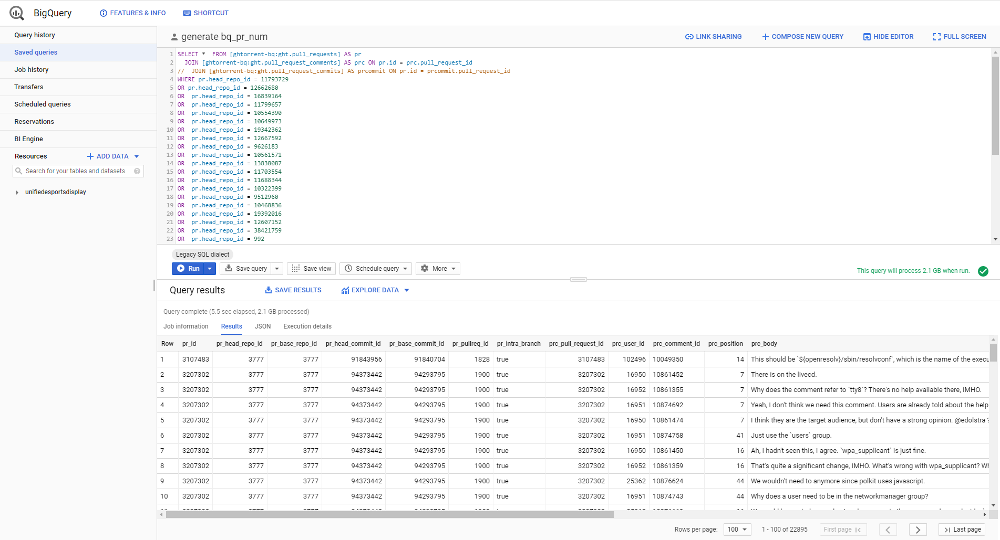 BigQuery
FEATURES & INFO
SHORTCUT
Query history
Saved queries
Job history
Transfers
Scheduled queries
Reservations
BI Engine
Resources
ADD DATA
Search for your tables and datasets
unifiedesportsdisplay
generate bq_pr_num
LINK SHARING
COMPOSE NEW QUERY
HIDE EDITOR
FULL SCREEN
1 SELECT *  FROM [ghtorrent-bq:ght.pull_requests] AS pr
2   JOIN [ghtorrent-bq:ght.pull_request_comments] AS prc ON pr.id = prc.pull_request_id
3 //  JOIN [ghtorrent-bq:ght.pull_request_commits] AS prcommit ON pr.id = prcommit.pull_request_id
4 WHERE pr.head_repo_id = 11793729
5 OR pr.head_repo_id = 12662680
6 OR  pr.head_repo_id = 16839164
7 OR  pr.head_repo_id = 11799657
8 OR  pr.head_repo_id = 10554390
9 OR  pr.head_repo_id = 10649973
10 OR  pr.head_repo_id = 19342362
11 OR  pr.head_repo_id = 12667592
12 OR  pr.head_repo_id = 9626183
13 OR  pr.head_repo_id = 10561571
14 OR  pr.head_repo_id = 13838087
15 OR  pr.head_repo_id = 11703554
16 OR  pr.head_repo_id = 11688344
17 OR  pr.head_repo_id = 10322399
18 OR  pr.head_repo_id = 9512960
19 OR  pr.head_repo_id = 10468836
20 OR  pr.head_repo_id = 19392016
21 OR  pr.head_repo_id = 12607152
22 OR  pr.head_repo_id = 38421759
23 OR  pr.head_repo_id = 992
Legacy SQL dialect
Run
Save query
Save view
Schedule query
More
This query will process 2.1 GB when run.
Query results
SAVE RESULTS
EXPLORE DATA
Query complete (5.5 sec elapsed, 2.1 GB processed)
Job information Results JSON Execution details
Row pr_id pr_head_repo_id pr_base_repo_id pr_head_commit_id pr_base_commit_id pr_pullreq_id pr_intra_branch prc_pull_request_id prc_user_id prc_comment_id prc_position prc_body
1 3107483 3777 3777 91843956 91840704 1828 true 3107483 102496 10049350 14 This should be `${openresolv}/sbin/resolvconf`, which is the name of the execu
2 3207302 3777 3777 94373442 94293795 1900 true 3207302 16950 10861452 7 There is on the livecd.
3 3207302 3777 3777 94373442 94293795 1900 true 3207302 16952 10861355 7 Why does the comment refer to `tty8`? There's no help available there, IMHO.
4 3207302 3777 3777 94373442 94293795 1900 true 3207302 16951 10874692 7 Yeah, I don't think we need this comment. Users are already told about the help
5 3207302 3777 3777 94373442 94293795 1900 true 3207302 16950 10861474 7 I think they are the target audience, but don't have a strong opinion. @edolstra ?
6 3207302 3777 3777 94373442 94293795 1900 true 3207302 16951 10874758 41 Just use the `users` group.
7 3207302 3777 3777 94373442 94293795 1900 true 3207302 16950 10861450 16 Ah, I hadn't seen this, I agree. `wpa_supplicant` is just fine.
8 3207302 3777 3777 94373442 94293795 1900 true 3207302 16952 10861359 16 That's quite a significant change, IMHO. What's wrong with wpa_supplicant? Wh
9 3207302 3777 3777 94373442 94293795 1900 true 3207302 25362 10876624 44 We wouldn't need to anymore since polkit uses javascript.
10 3207302 3777 3777 94373442 94293795 1900 true 3207302 16951 10874743 44 Why does a user need to be in the networkmanager group?
Rows per page: 100 1 - 100 of 22895 First page Last page